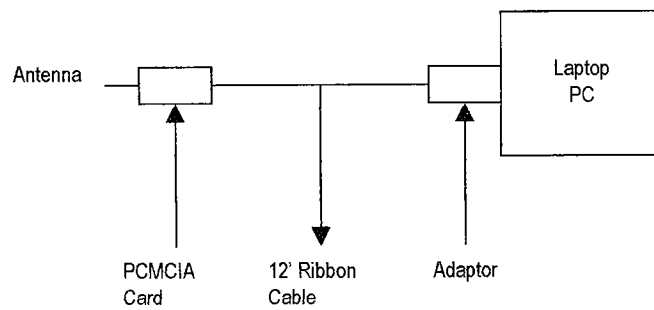 Antenna
Laptop
PC
PCMCIA
Card
12' Ribbon
Cable
Adaptor